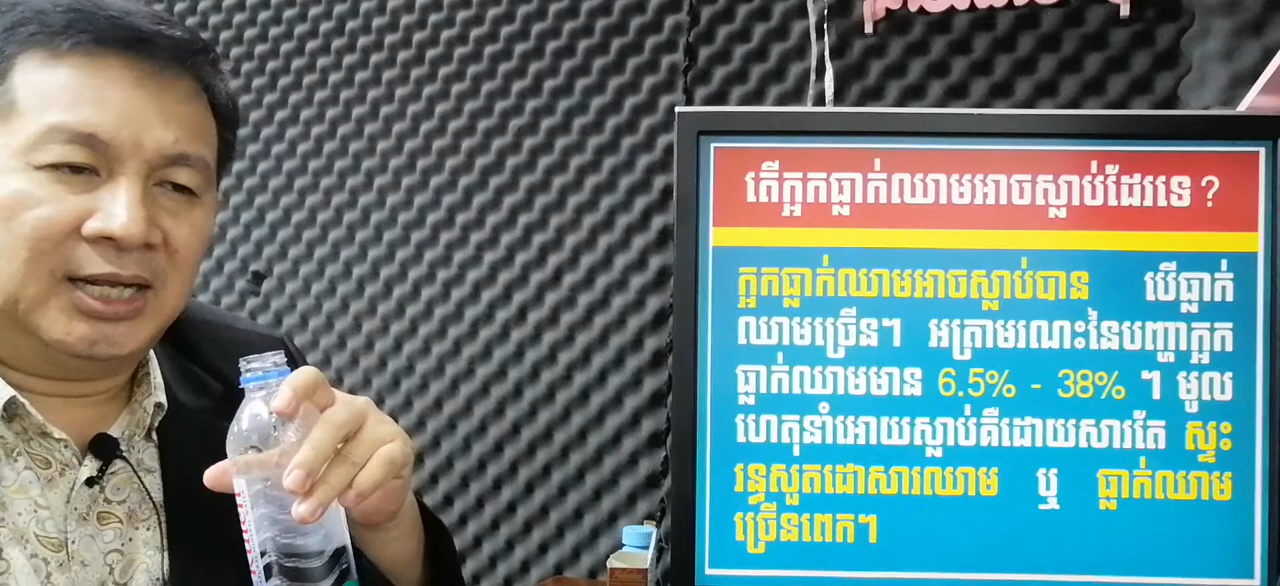 តើក្អកធ្លាក់ឈាមអាចស្លាប់ដែរទេ ?
ក្អកធ្លាក់ឈាមអាចស្លាប់បាន បើធ្លាក់
ឈាមច្រើន។ អត្រាមរណះនៃបញ្ហាក្អក
ធ្លាក់ឈាមមាន 6.5% - 38% ។ មូល
ហេតុនាំអោយស្លាប់គឺដោយសារតែ ស្ទះ
រន្ធសួតដោសារឈាម ឬ ធ្លាក់ឈាម
ច្រើនពេក។